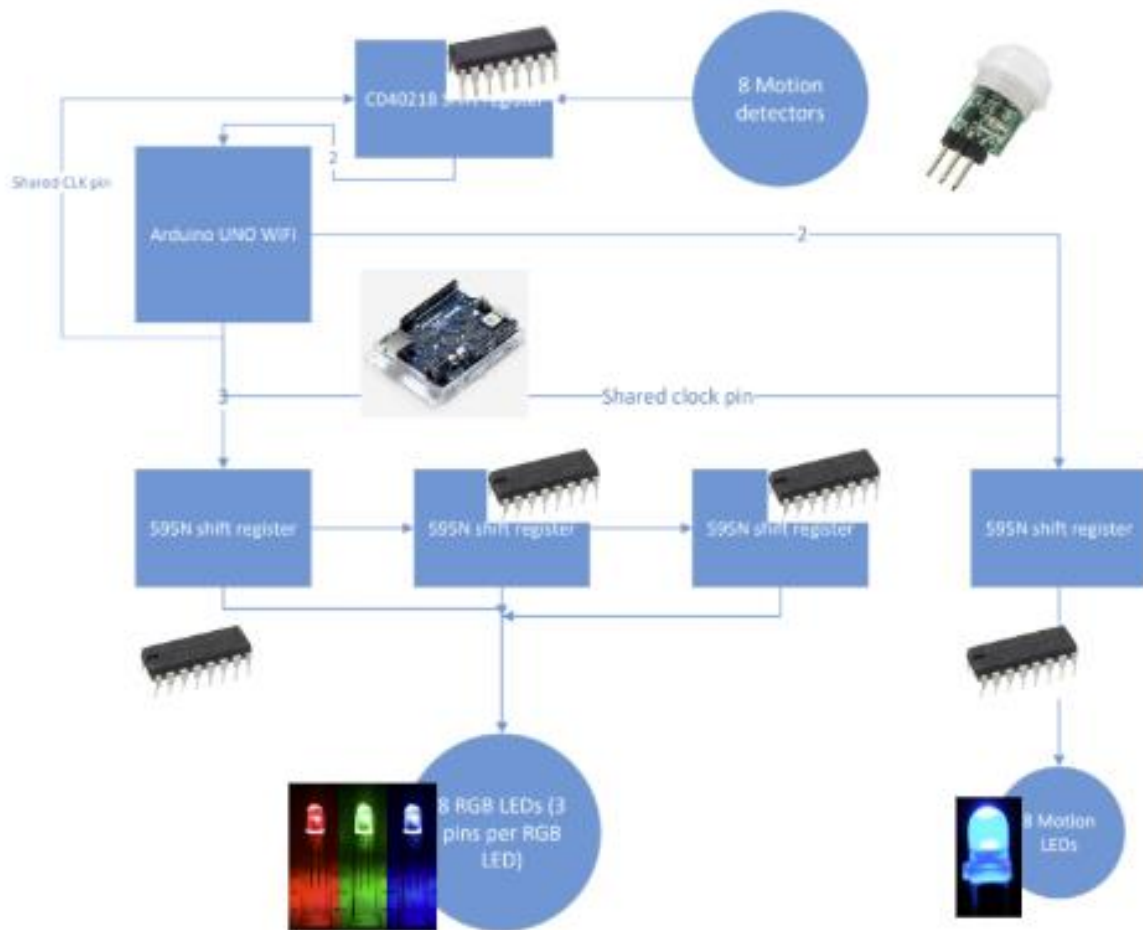 CD4021B
register
8 Motion
detectors
2
Shared CLK pin
Arduino UNO WIFI
2
3
Shared clock pin
595N shift register
595N shift register
595N shift register
595N shift register
8 RGB LEDs (3
pins per RGB
LED)
8 Motion
LEDs